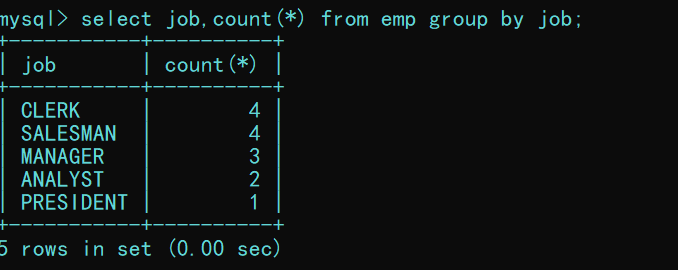 mysql> select job,count(*) from emp group by job;
+-----------+----------+
| job       | count(*) |
+-----------+----------+
| CLERK     |        4 |
| SALESMAN  |        4 |
| MANAGER   |        3 |
| ANALYST   |        2 |
| PRESIDENT |        1 |
+-----------+----------+
5 rows in set (0.00 sec)